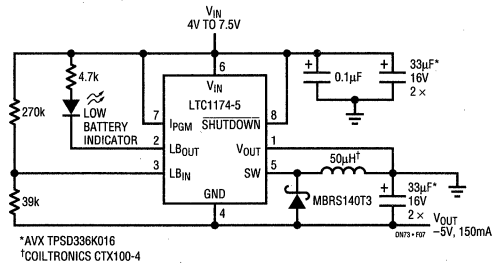 VIN
4V TO 7.5V
6
4.7k
VIN
LTC1174-5
270k
LOW
BATTERY
INDICATOR
7
IPGM
SHUTDOWN
8
+
0.1µF
+
33µF*
16V
2 ×
2
LBOUT
VOUT
1
3
LBIN
SW
5
50µH†
GND
4
39k
MBRS140T3
+
33µF*
16V
2 ×
VOUT
–5V, 150mA
DN73 • F07
*AVX TPSD336K016
†COILTRONICS CTX100-4